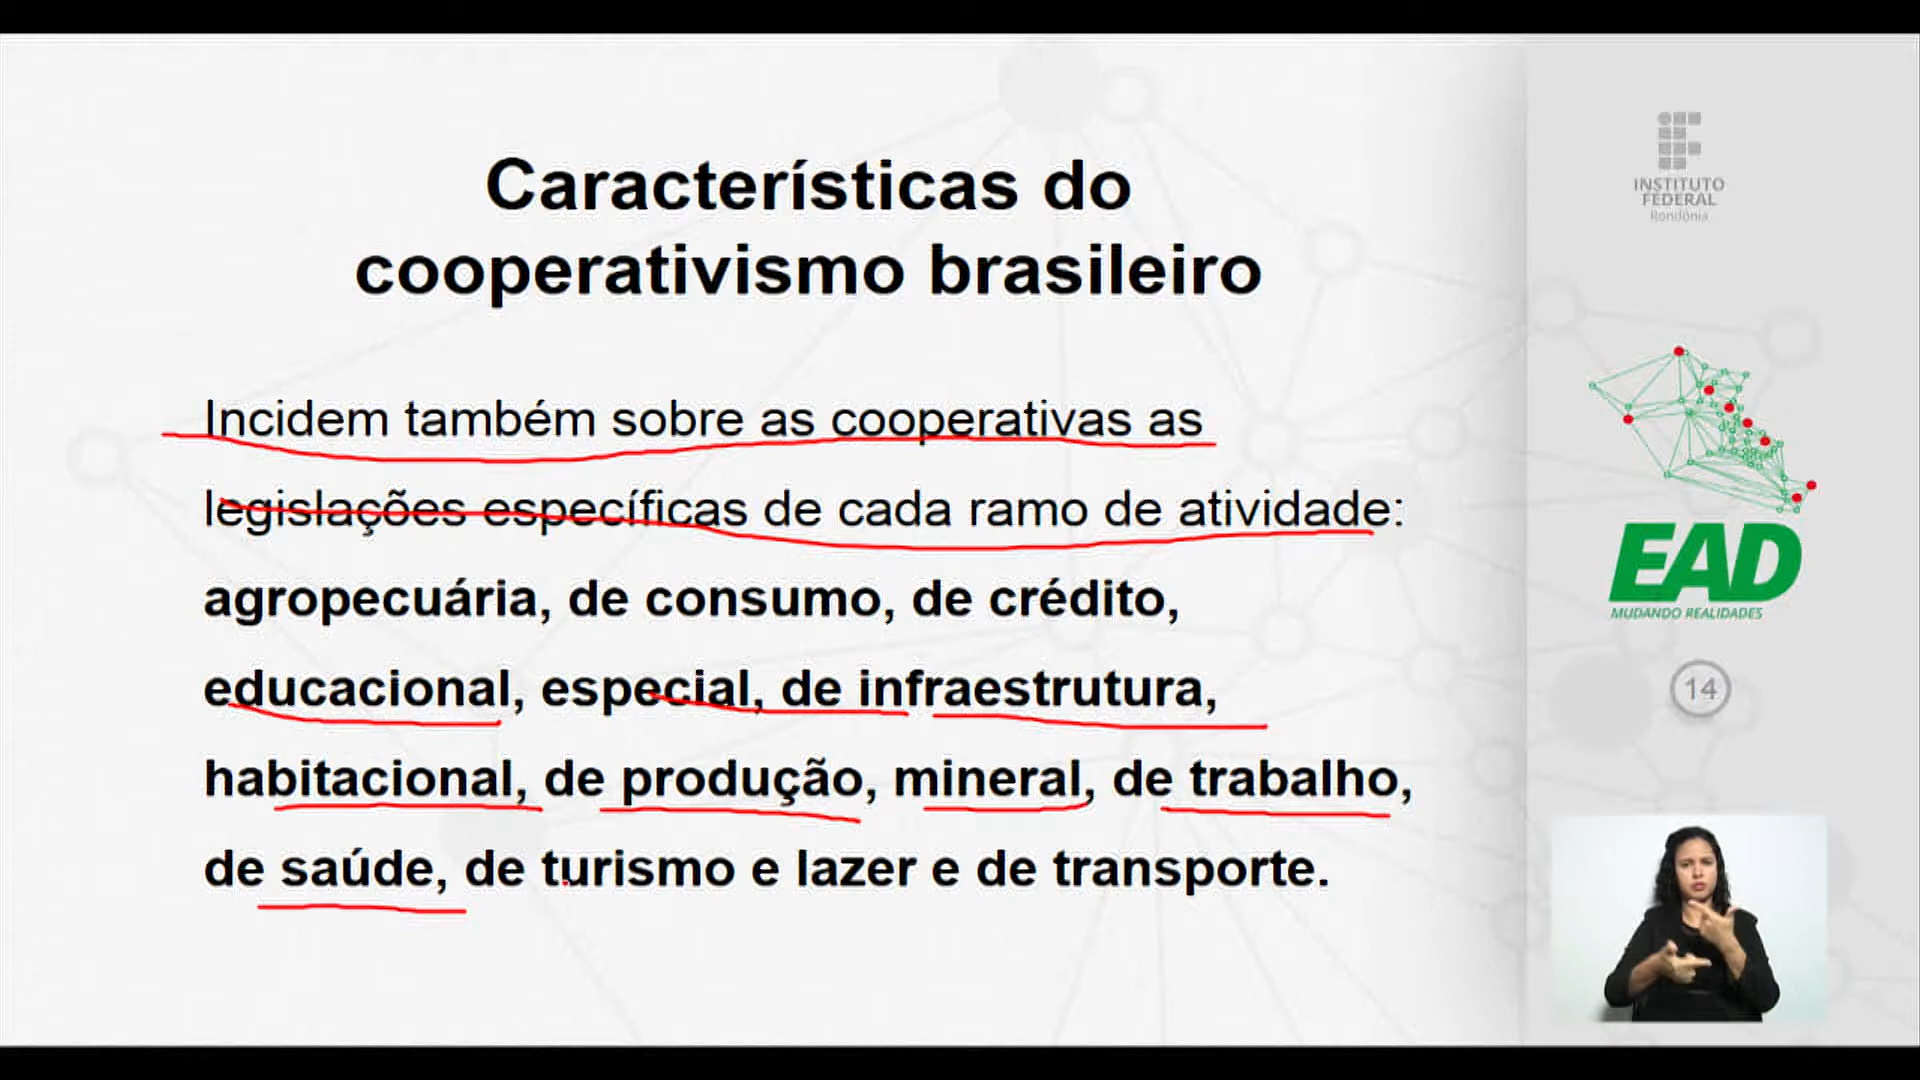 Características do
cooperativismo brasileiro
Incidem também sobre as cooperativas as
legislações específicas de cada ramo de atividade:
agropecuária, de consumo, de crédito,
educacional, especial, de infraestrutura,
habitacional, de produção, mineral, de trabalho,
de saúde, de turismo e lazer e de transporte.
INSTITUTO
FEDERAL
Rondônia
EAD
MUDANDO REALIDADES
14